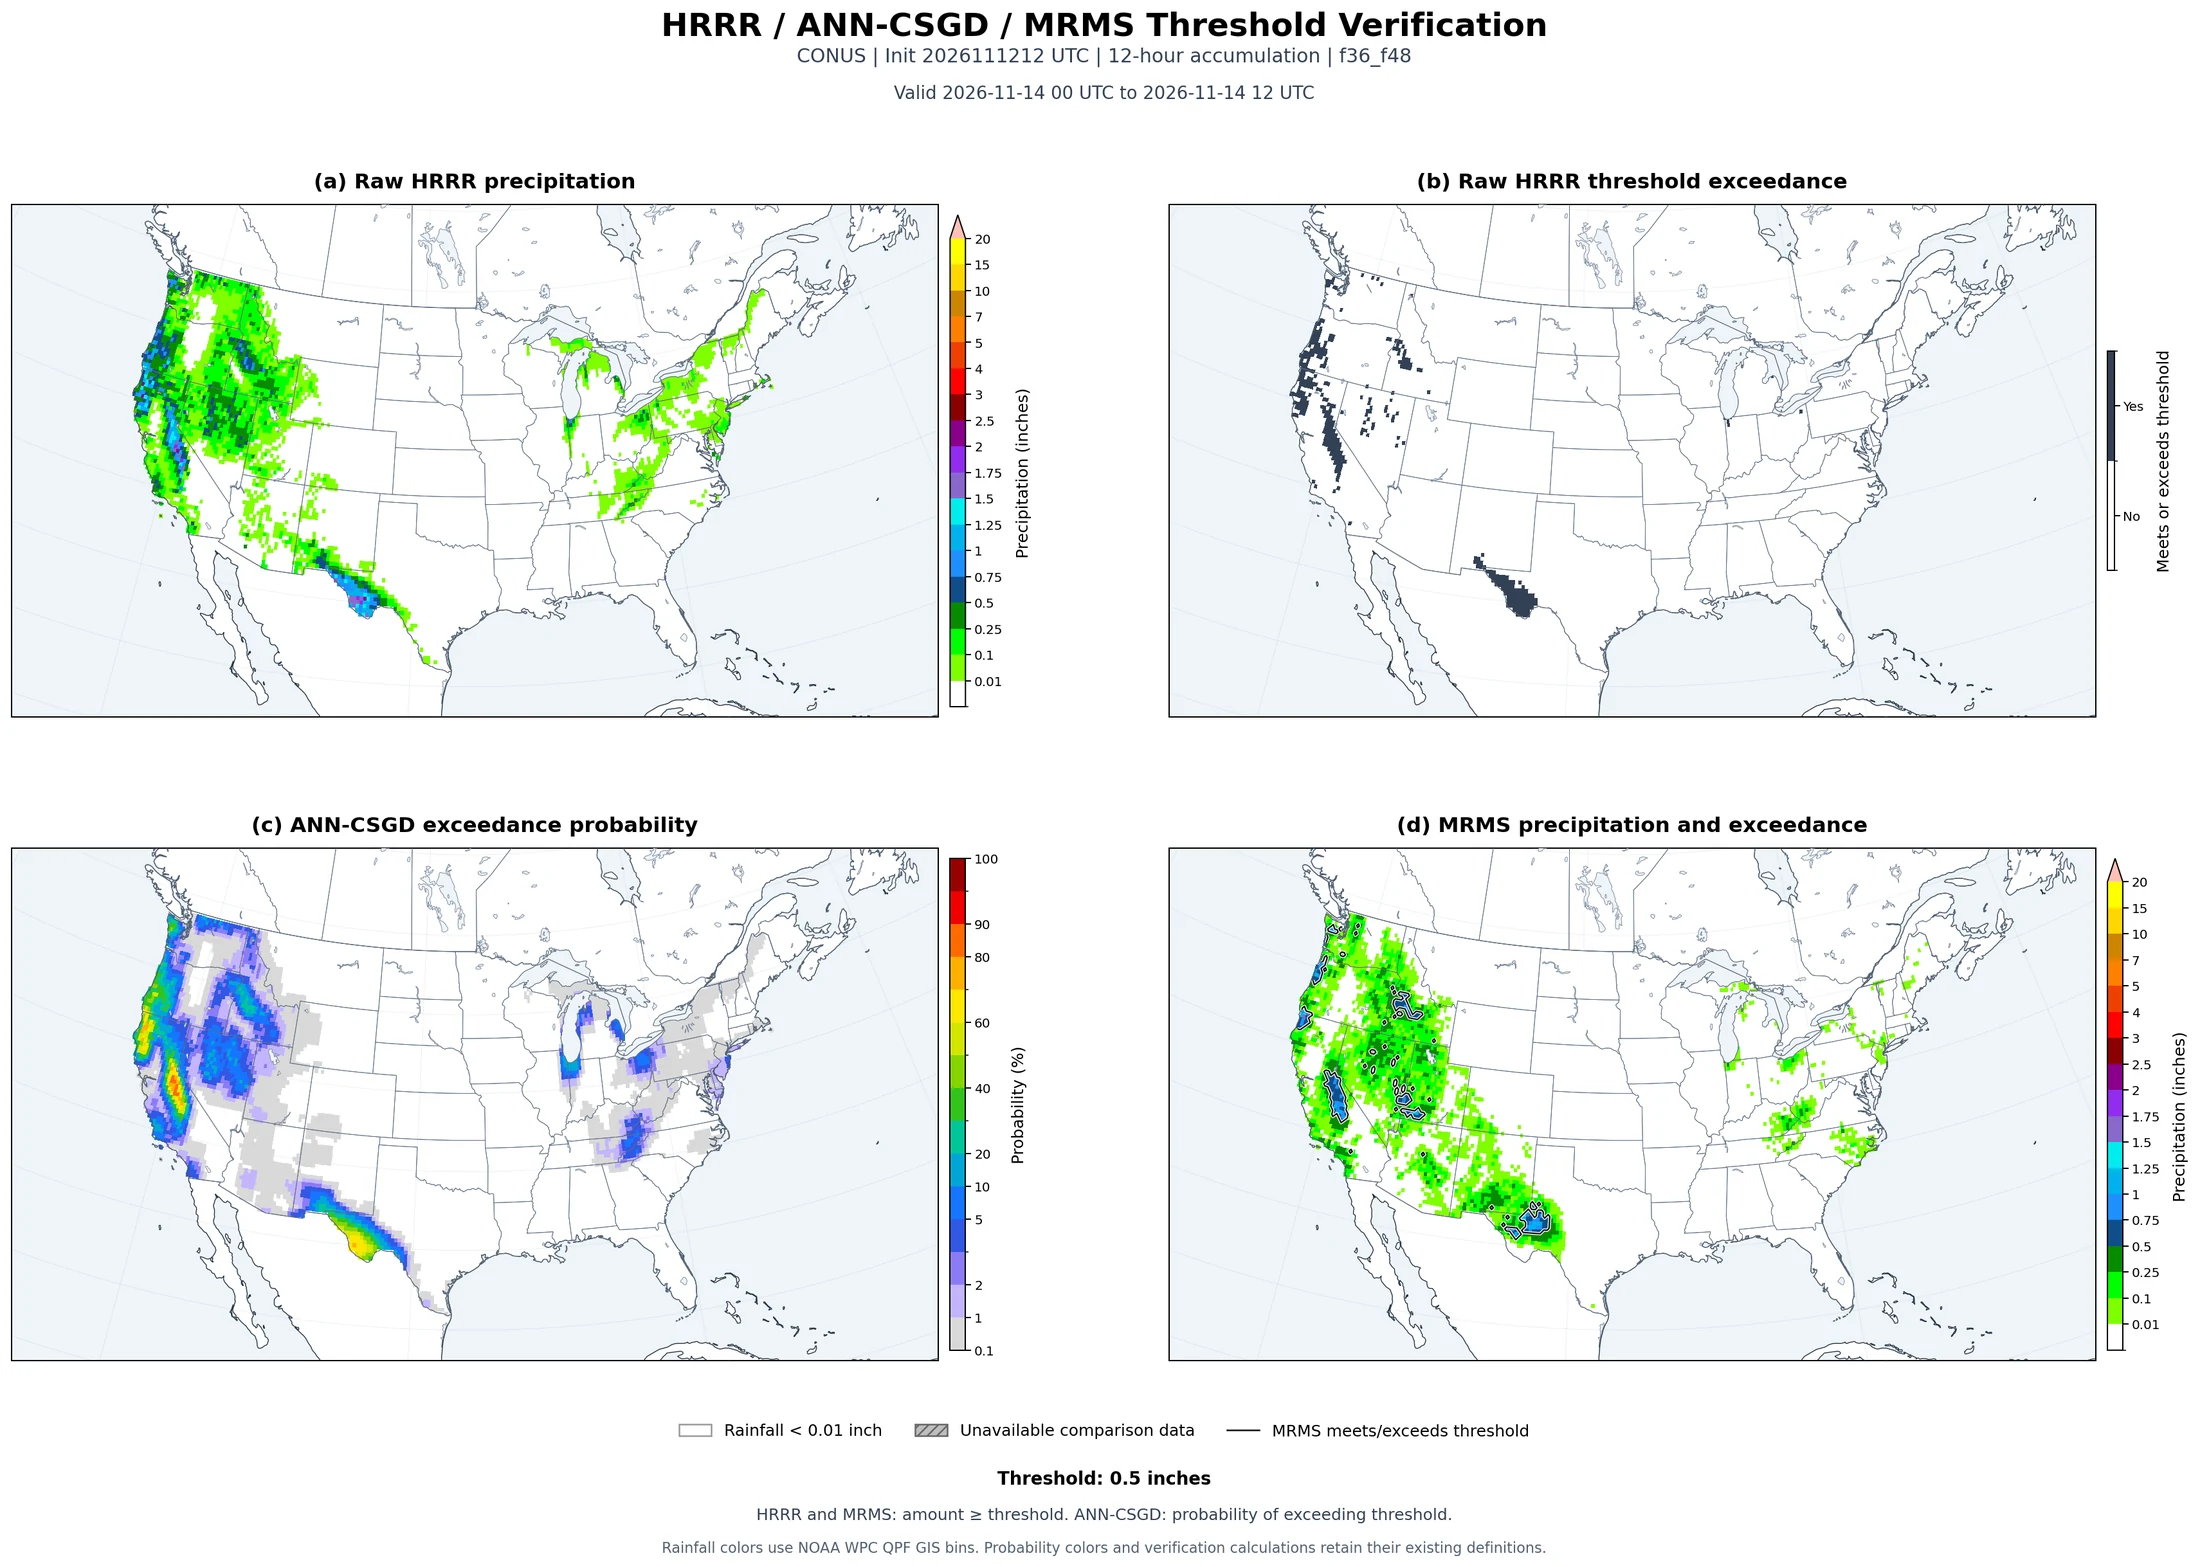 HRRR / ANN-CSGD / MRMS Threshold Verification
CONUS | Init 2026111212 UTC | 12-hour accumulation | f36_f48
Valid 2026-11-14 00 UTC to 2026-11-14 12 UTC
(a) Raw HRRR precipitation
20
15
10
7
5
4
3
2.5
2
1.75
1.5
1.25
1
0.75
0.5
0.25
0.1
0.01
Precipitation (inches)
(b) Raw HRRR threshold exceedance
Yes
No
Meets or exceeds threshold
(c) ANN-CSGD exceedance probability
100
90
80
60
40
20
10
5
2
1
0.1
Probability (%)
(d) MRMS precipitation and exceedance
20
15
10
7
5
4
3
2.5
2
1.75
1.5
1.25
1
0.75
0.5
0.25
0.1
0.01
Precipitation (inches)
Rainfall < 0.01 inch
Unavailable comparison data
MRMS meets/exceeds threshold
Threshold: 0.5 inches
HRRR and MRMS: amount ≥ threshold. ANN-CSGD: probability of exceeding threshold.
Rainfall colors use NOAA WPC QPF GIS bins. Probability colors and verification calculations retain their existing definitions.